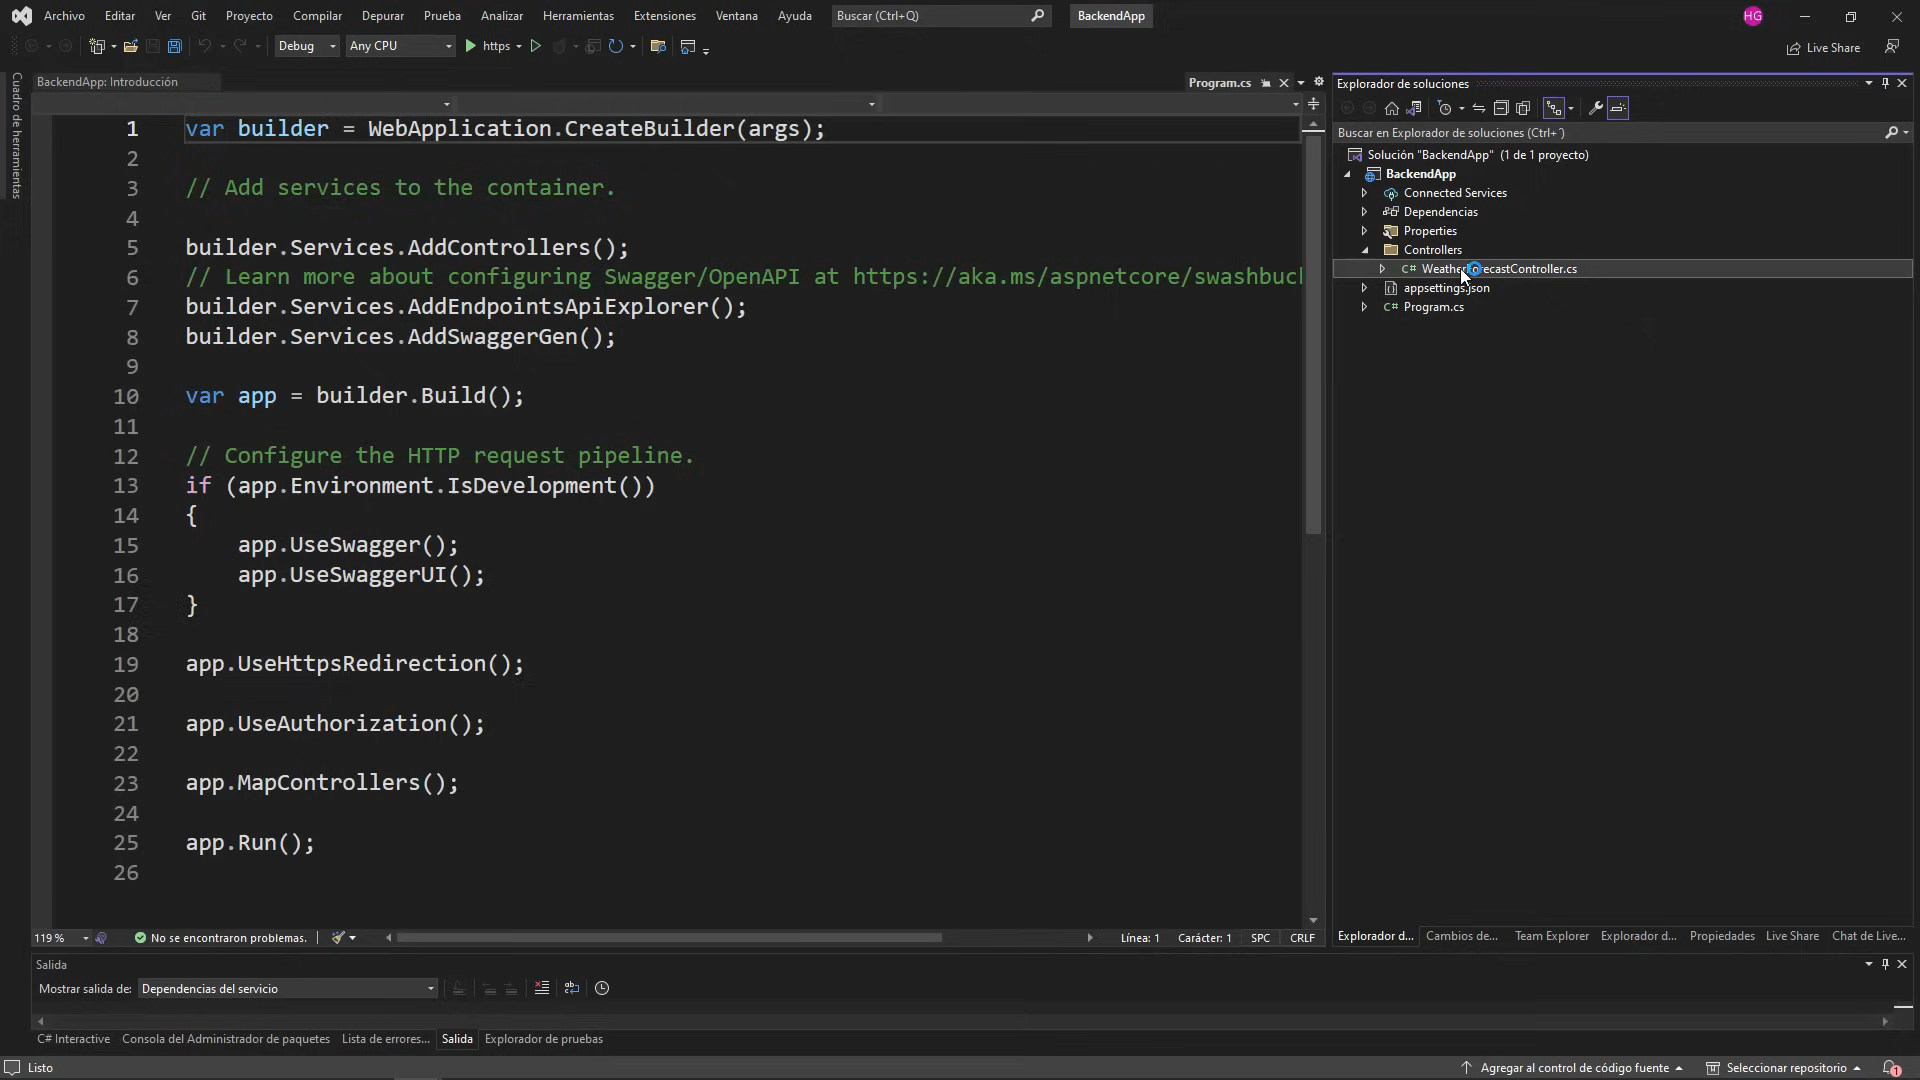 Archivo Editar Ver Git Proyecto Compilar Depurar Prueba Analizar Herramientas Extensiones Ventana Ayuda Buscar (Ctrl+Q) BackendApp HG
Debug Any CPU https Live Share
Cuadro de herramientas
BackendApp: Introducción Program.cs
1 var builder = WebApplication.CreateBuilder(args);
2
3 // Add services to the container.
4
5 builder.Services.AddControllers();
6 // Learn more about configuring Swagger/OpenAPI at https://aka.ms/aspnetcore/swashbuc
7 builder.Services.AddEndpointsApiExplorer();
8 builder.Services.AddSwaggerGen();
9
10 var app = builder.Build();
11
12 // Configure the HTTP request pipeline.
13 if (app.Environment.IsDevelopment())
14 {
15 app.UseSwagger();
16 app.UseSwaggerUI();
17 }
18
19 app.UseHttpsRedirection();
20
21 app.UseAuthorization();
22
23 app.MapControllers();
24
25 app.Run();
26
119 % No se encontraron problemas. Línea: 1 Carácter: 1 SPC CRLF
Explorador de soluciones
Buscar en Explorador de soluciones (Ctrl+´)
Solución "BackendApp" (1 de 1 proyecto)
BackendApp
Connected Services
Dependencias
Properties
Controllers
C# WeatherForecastController.cs
appsettings.json
C# Program.cs
Explorador d... Cambios de... Team Explorer Explorador d... Propiedades Live Share Chat de Live...
Salida
Mostrar salida de: Dependencias del servicio
C# Interactive Consola del Administrador de paquetes Lista de errores... Salida Explorador de pruebas
Listo Agregar al control de código fuente Seleccionar repositorio 1